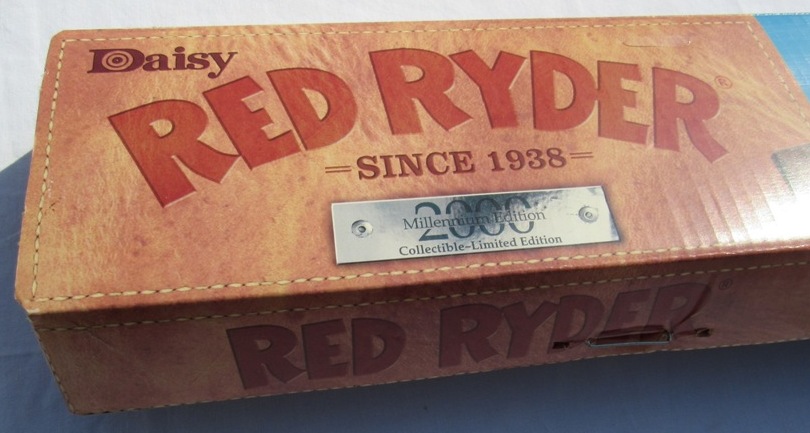 Daisy
RED RYDER®
=SINCE 1938=
2000
Millennium Edition
Collectible-Limited Edition
RED RYDER®